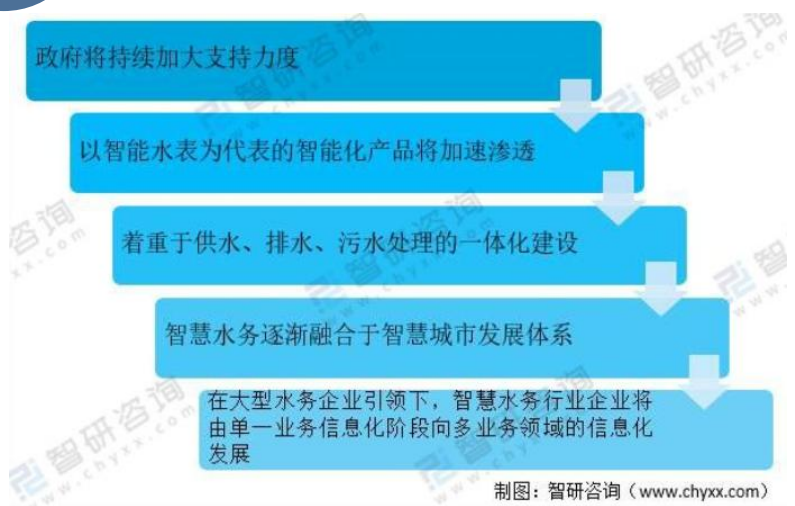 政府将持续加大支持力度
以智能水表为代表的智能化产品将加速渗透
着重于供水、排水、污水处理的一体化建设
智慧水务逐渐融合于智慧城市发展体系
在大型水务企业引领下，智慧水务行业企业将
由单一业务信息化阶段向多业务领域的信息化
发展
制图：智研咨询（www.chyxx.com）